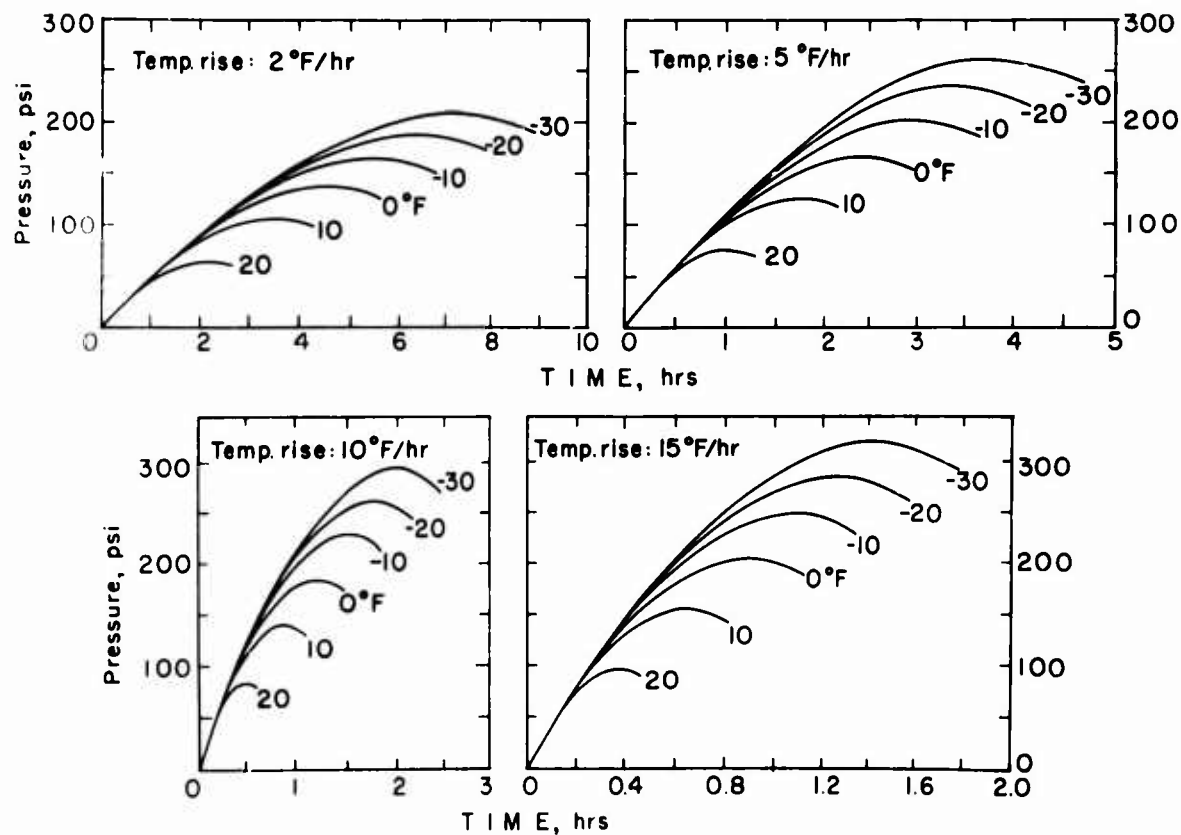 300
Temp. rise: 2°F/hr
200
100
0
Pressure, psi
-30
-20
-10
0°F
10
20
0 2 4 6 8 10
Temp. rise: 5°F/hr
300
200
100
0
-30
-20
-10
0°F
10
20
0 1 2 3 4 5
TIME, hrs
Temp. rise: 10°F/hr
300
200
100
Pressure, psi
-30
-20
-10
0°F
10
20
0 1 2 3
Temp. rise: 15°F/hr
300
200
100
0
-30
-20
-10
0°F
10
20
0 0.4 0.8 1.2 1.6 2.0
TIME, hrs